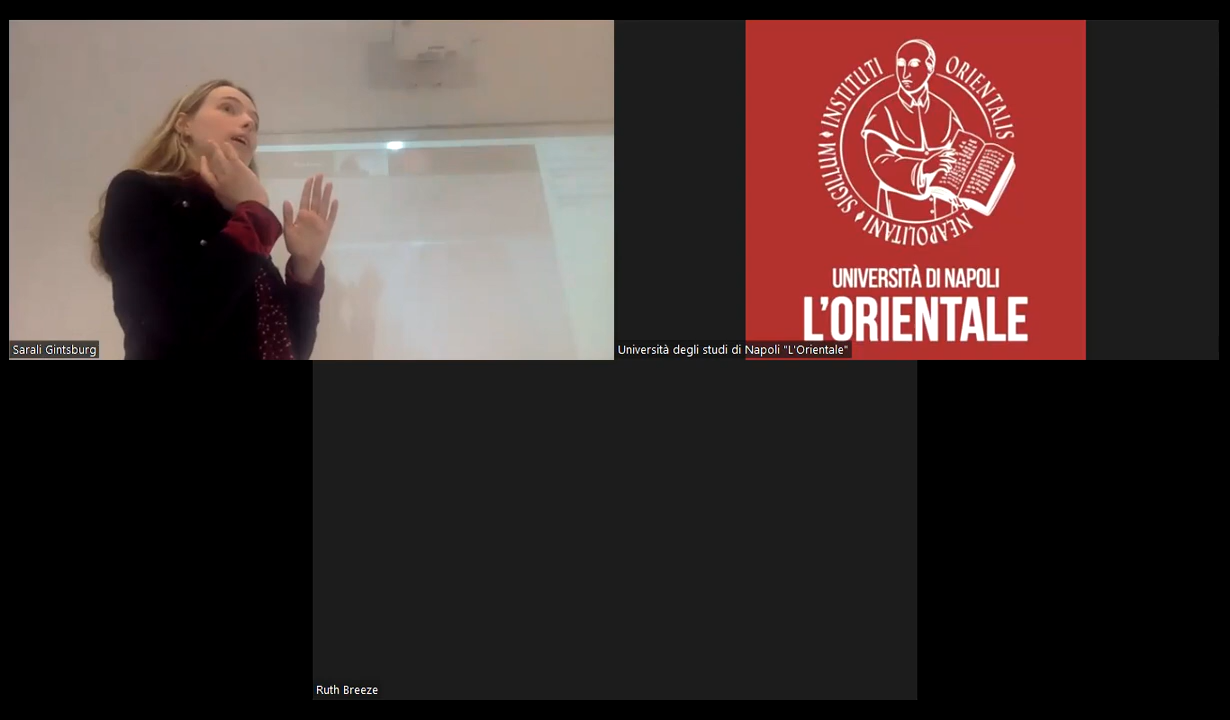 SIGILLUM INSTITUTI ORIENTALIS NEAPOLITANI
UNIVERSITÀ DI NAPOLI
L'ORIENTALE
Sarali Gintsburg
Università degli studi di Napoli "L'Orientale"
Ruth Breeze